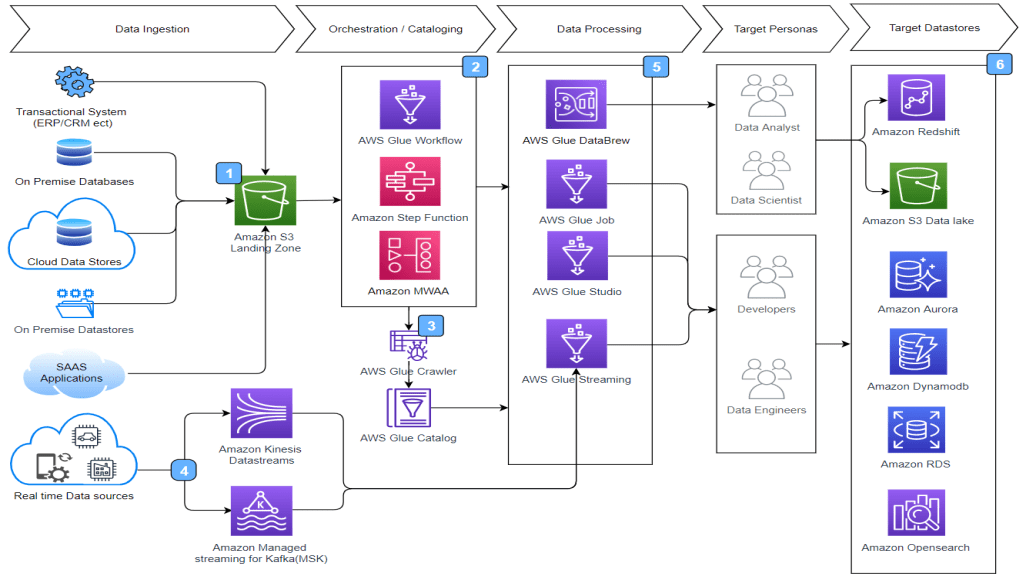 Data Ingestion
Orchestration / Cataloging
Data Processing
Target Personas
Target Datastores
Transactional System
(ERP/CRM ect)
On Premise Databases
Cloud Data Stores
On Premise Datastores
SAAS
Applications
Real time Data sources
1
Amazon S3
Landing Zone
4
Amazon Kinesis
Datastreams
K
Amazon Managed
streaming for Kafka(MSK)
2
AWS Glue Workflow
Amazon Step Function
Amazon MWAA
3
AWS Glue Crawler
AWS Glue Catalog
5
AWS Glue DataBrew
AWS Glue Job
AWS Glue Studio
AWS Glue Streaming
Data Analyst
Data Scientist
Developers
Data Engineers
6
Amazon Redshift
Amazon S3 Data lake
Amazon Aurora
Amazon Dynamodb
Amazon RDS
Amazon Opensearch